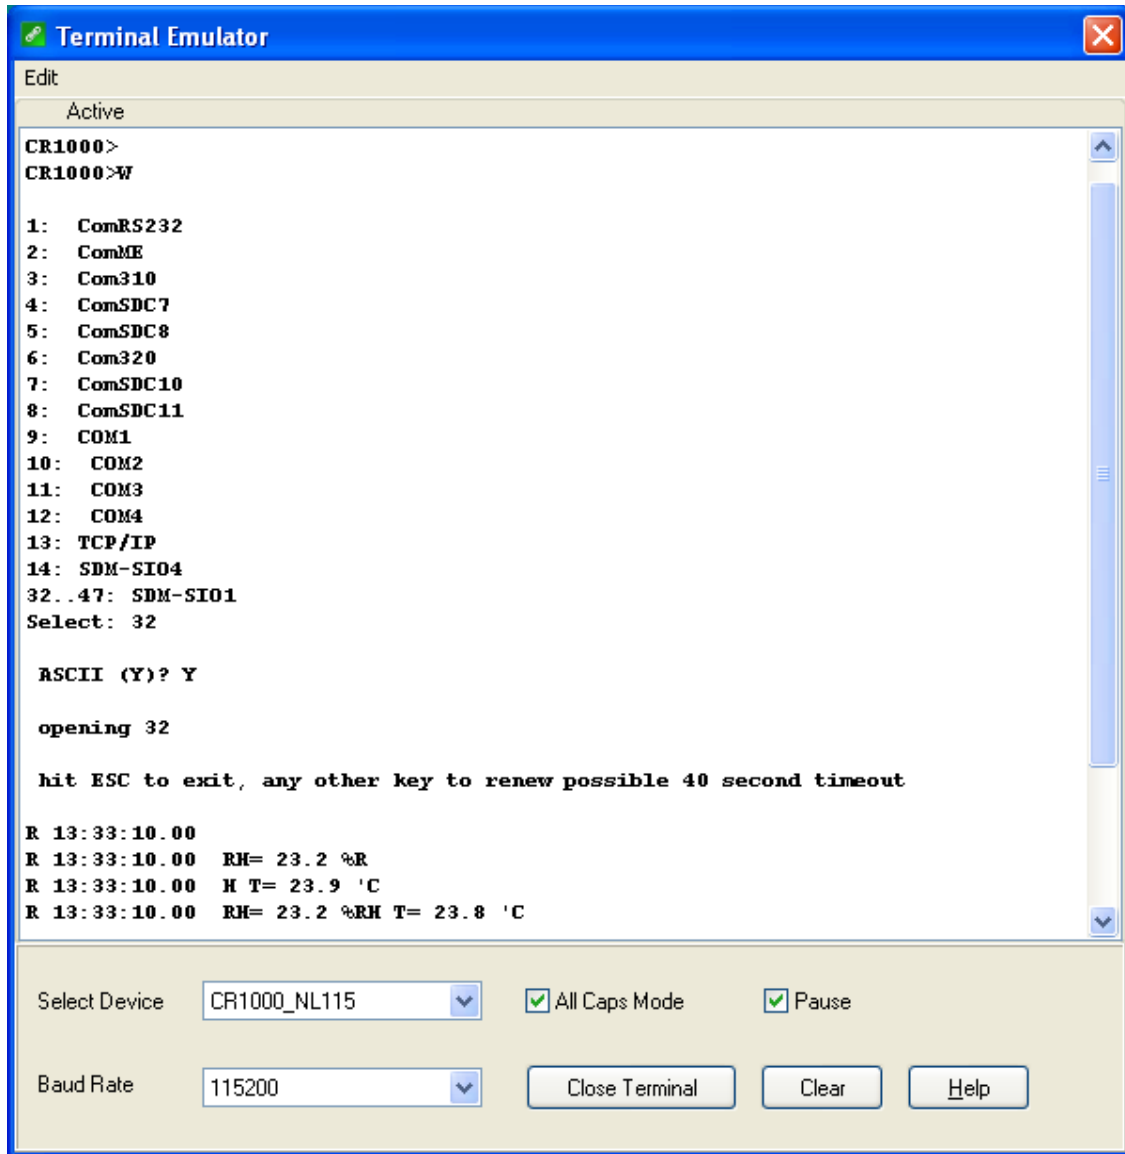 Terminal Emulator
Edit
Active
CR1000>
CR1000>W
1:  ComRS232
2:  ComME
3:  Com310
4:  ComSDC7
5:  ComSDC8
6:  Com320
7:  ComSDC10
8:  ComSDC11
9:  COM1
10:  COM2
11:  COM3
12:  COM4
13: TCP/IP
14: SDM-SIO4
32..47: SDM-SIO1
Select: 32
ASCII (Y)? Y
opening 32
hit ESC to exit, any other key to renew possible 40 second timeout
R 13:33:10.00
R 13:33:10.00  RH= 23.2 %R
R 13:33:10.00  H T= 23.9 'C
R 13:33:10.00  RH= 23.2 %RH T= 23.8 'C
Select Device CR1000_NL115 All Caps Mode Pause
Baud Rate 115200 Close Terminal Clear Help